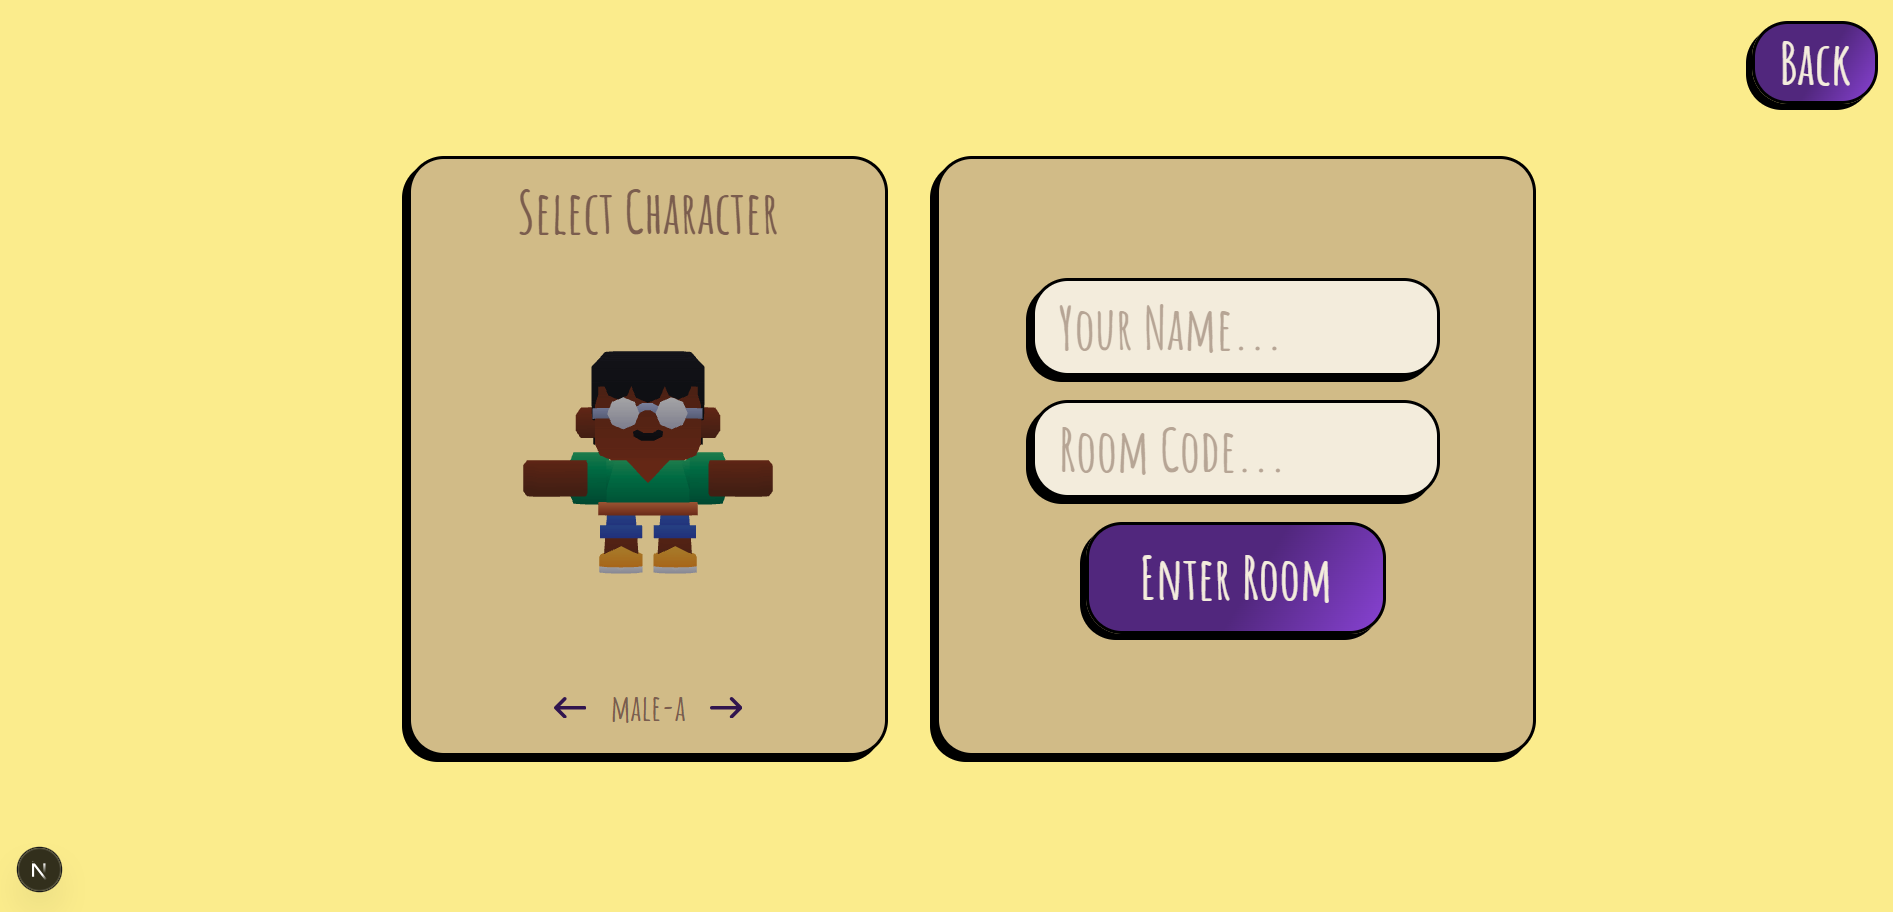 Back
Select Character
Your Name...
Room Code...
Enter Room
male-a
N